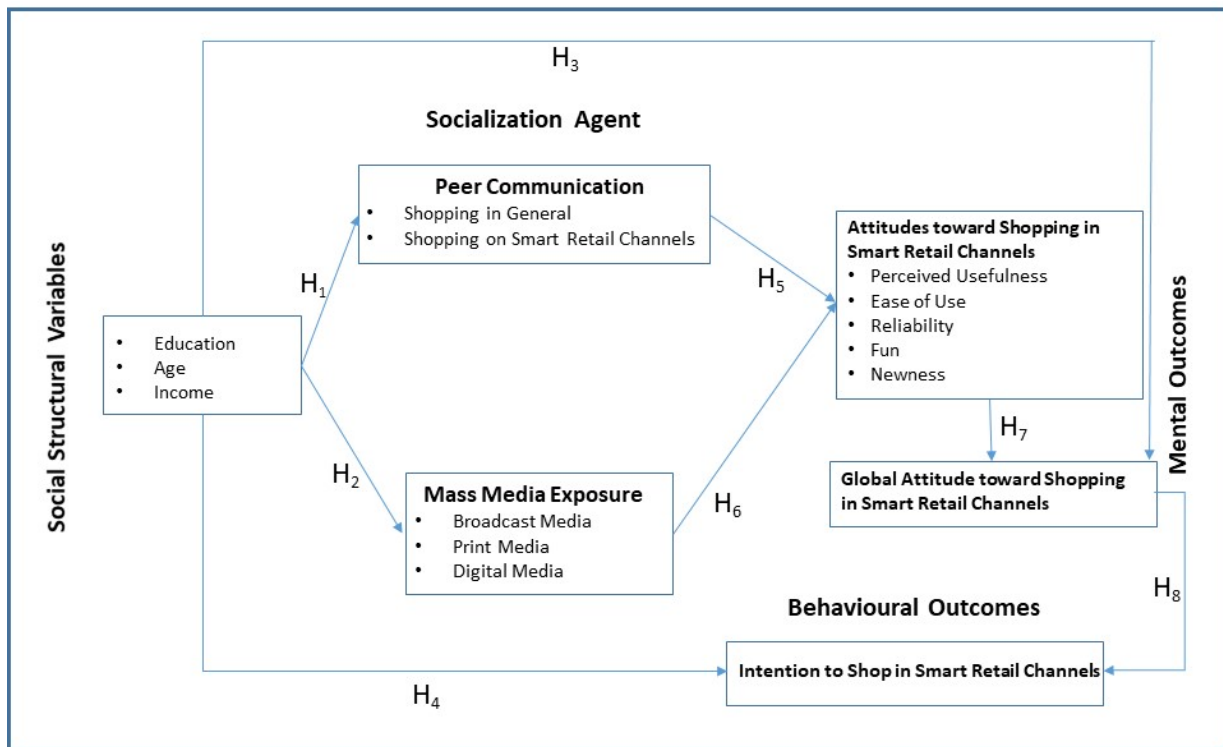 H3
Socialization Agent
Peer Communication
• Shopping in General
• Shopping on Smart Retail Channels
Attitudes toward Shopping in
Smart Retail Channels
• Perceived Usefulness
• Ease of Use
• Reliability
• Fun
• Newness
H1
H5
Social Structural Variables
• Education
• Age
• Income
Mental Outcomes
H7
H2
H6
Global Attitude toward Shopping
in Smart Retail Channels
Mass Media Exposure
• Broadcast Media
• Print Media
• Digital Media
H8
Behavioural Outcomes
Intention to Shop in Smart Retail Channels
H4